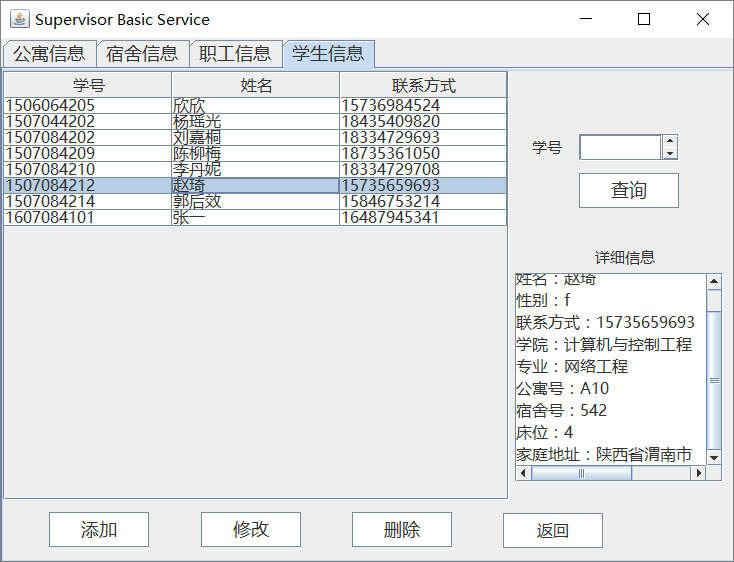 Supervisor Basic Service
公寓信息 宿舍信息 职工信息 学生信息
学号 姓名 联系方式
1506064205 欣欣 15736984524
1507044202 杨瑶光 18435409820
1507084202 刘嘉桐 18334729693
1507084209 陈柳梅 18735361050
1507084210 李丹妮 18334729708
1507084212 赵琦 15735659693
1507084214 郭后效 15846753214
1607084101 张一 16487945341
学号
查询
详细信息
姓名：赵琦
性别：f
联系方式：15735659693
学院：计算机与控制工程
专业：网络工程
公寓号：A10
宿舍号：542
床位：4
家庭地址：陕西省渭南市
添加 修改 删除 返回